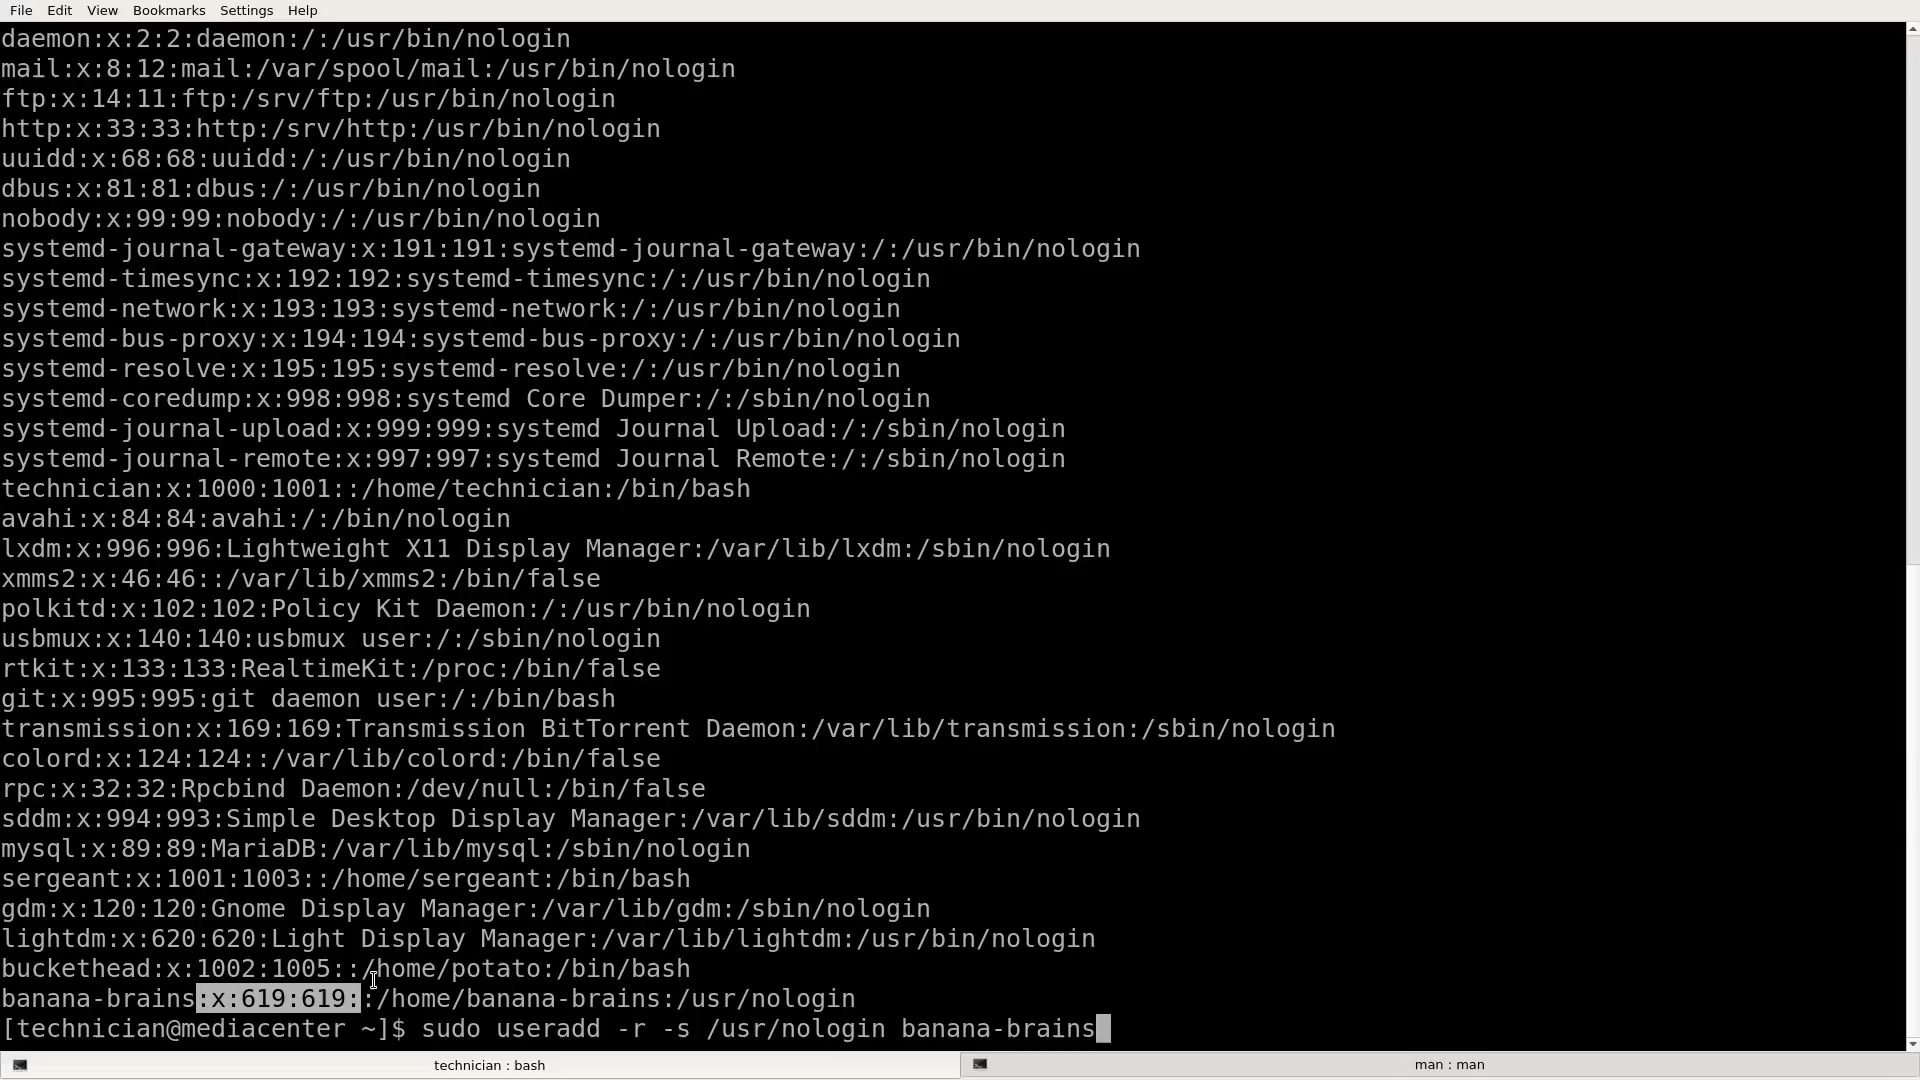 File Edit View Bookmarks Settings Help
daemon:x:2:2:daemon:/:/usr/bin/nologin
mail:x:8:12:mail:/var/spool/mail:/usr/bin/nologin
ftp:x:14:11:ftp:/srv/ftp:/usr/bin/nologin
http:x:33:33:http:/srv/http:/usr/bin/nologin
uuidd:x:68:68:uuidd:/:/usr/bin/nologin
dbus:x:81:81:dbus:/:/usr/bin/nologin
nobody:x:99:99:nobody:/:/usr/bin/nologin
systemd-journal-gateway:x:191:191:systemd-journal-gateway:/:/usr/bin/nologin
systemd-timesync:x:192:192:systemd-timesync:/:/usr/bin/nologin
systemd-network:x:193:193:systemd-network:/:/usr/bin/nologin
systemd-bus-proxy:x:194:194:systemd-bus-proxy:/:/usr/bin/nologin
systemd-resolve:x:195:195:systemd-resolve:/:/usr/bin/nologin
systemd-coredump:x:998:998:systemd Core Dumper:/:/sbin/nologin
systemd-journal-upload:x:999:999:systemd Journal Upload:/:/sbin/nologin
systemd-journal-remote:x:997:997:systemd Journal Remote:/:/sbin/nologin
technician:x:1000:1001::/home/technician:/bin/bash
avahi:x:84:84:avahi:/:/bin/nologin
lxdm:x:996:996:Lightweight X11 Display Manager:/var/lib/lxdm:/sbin/nologin
xmms2:x:46:46::/var/lib/xmms2:/bin/false
polkitd:x:102:102:Policy Kit Daemon:/:/usr/bin/nologin
usbmux:x:140:140:usbmux user:/:/sbin/nologin
rtkit:x:133:133:RealtimeKit:/proc:/bin/false
git:x:995:995:git daemon user:/:/bin/bash
transmission:x:169:169:Transmission BitTorrent Daemon:/var/lib/transmission:/sbin/nologin
colord:x:124:124::/var/lib/colord:/bin/false
rpc:x:32:32:Rpcbind Daemon:/dev/null:/bin/false
sddm:x:994:993:Simple Desktop Display Manager:/var/lib/sddm:/usr/bin/nologin
mysql:x:89:89:MariaDB:/var/lib/mysql:/sbin/nologin
sergeant:x:1001:1003::/home/sergeant:/bin/bash
gdm:x:120:120:Gnome Display Manager:/var/lib/gdm:/sbin/nologin
lightdm:x:620:620:Light Display Manager:/var/lib/lightdm:/usr/bin/nologin
buckethead:x:1002:1005::/home/potato:/bin/bash
banana-brains:x:619:619::/home/banana-brains:/usr/nologin
[technician@mediacenter ~]$ sudo useradd -r -s /usr/nologin banana-brains
technician : bash
man : man